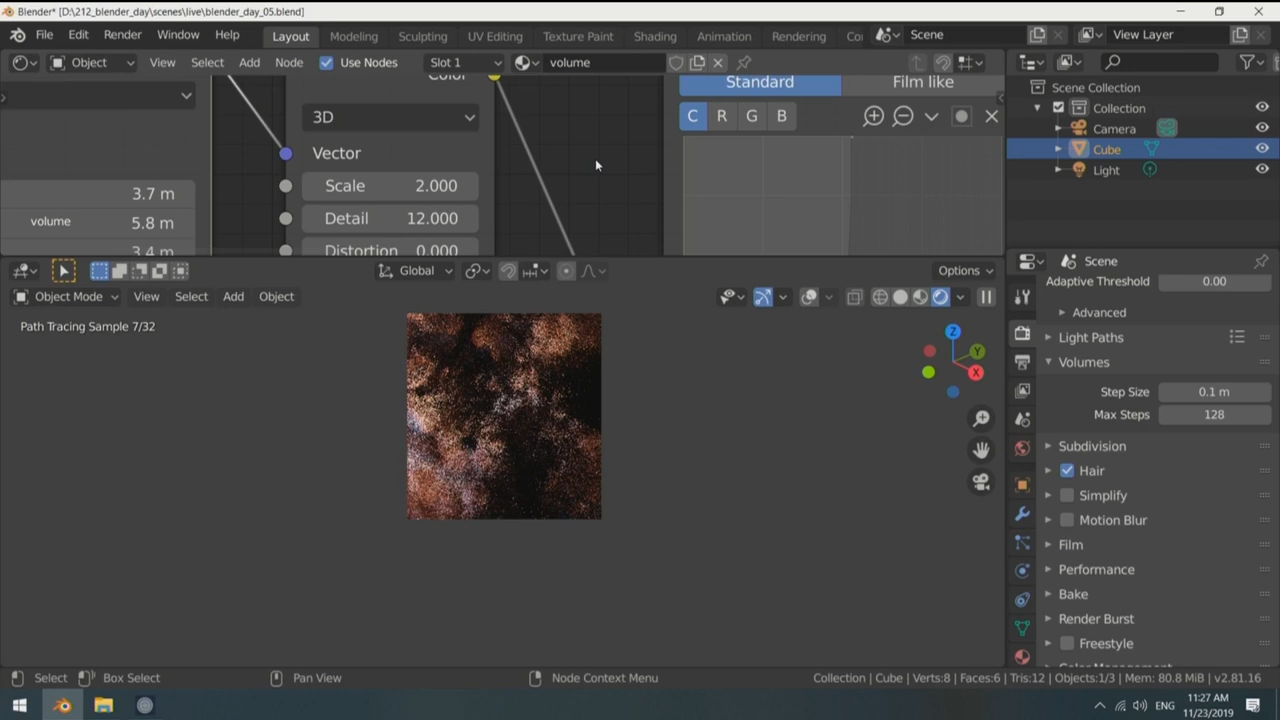 Blender* [D:\212_blender_day\scenes\live\blender_day_05.blend]
File Edit Render Window Help Layout Modeling Sculpting UV Editing Texture Paint Shading Animation Rendering Co Scene View Layer
Object View Select Add Node Use Nodes Slot 1 volume
Scene Collection
Collection
Camera
Cube
Light
Color
Standard Film like
3D
C R G B
Vector
3.7 m
Scale 2.000
volume 5.8 m
Detail 12.000
3.4 m
Distortion 0.000
Global Options
Object Mode View Select Add Object
Path Tracing Sample 7/32
Z
Y
X
Scene
Adaptive Threshold 0.00
Advanced
Light Paths
Volumes
Step Size 0.1 m
Max Steps 128
Subdivision
Hair
Simplify
Motion Blur
Film
Performance
Bake
Render Burst
Freestyle
Color Management
Select Box Select Pan View Node Context Menu Collection | Cube | Verts:8 | Faces:6 | Tris:12 | Objects:1/3 | Mem: 80.8 MiB | v2.81.16
ENG
11:27 AM
11/23/2019